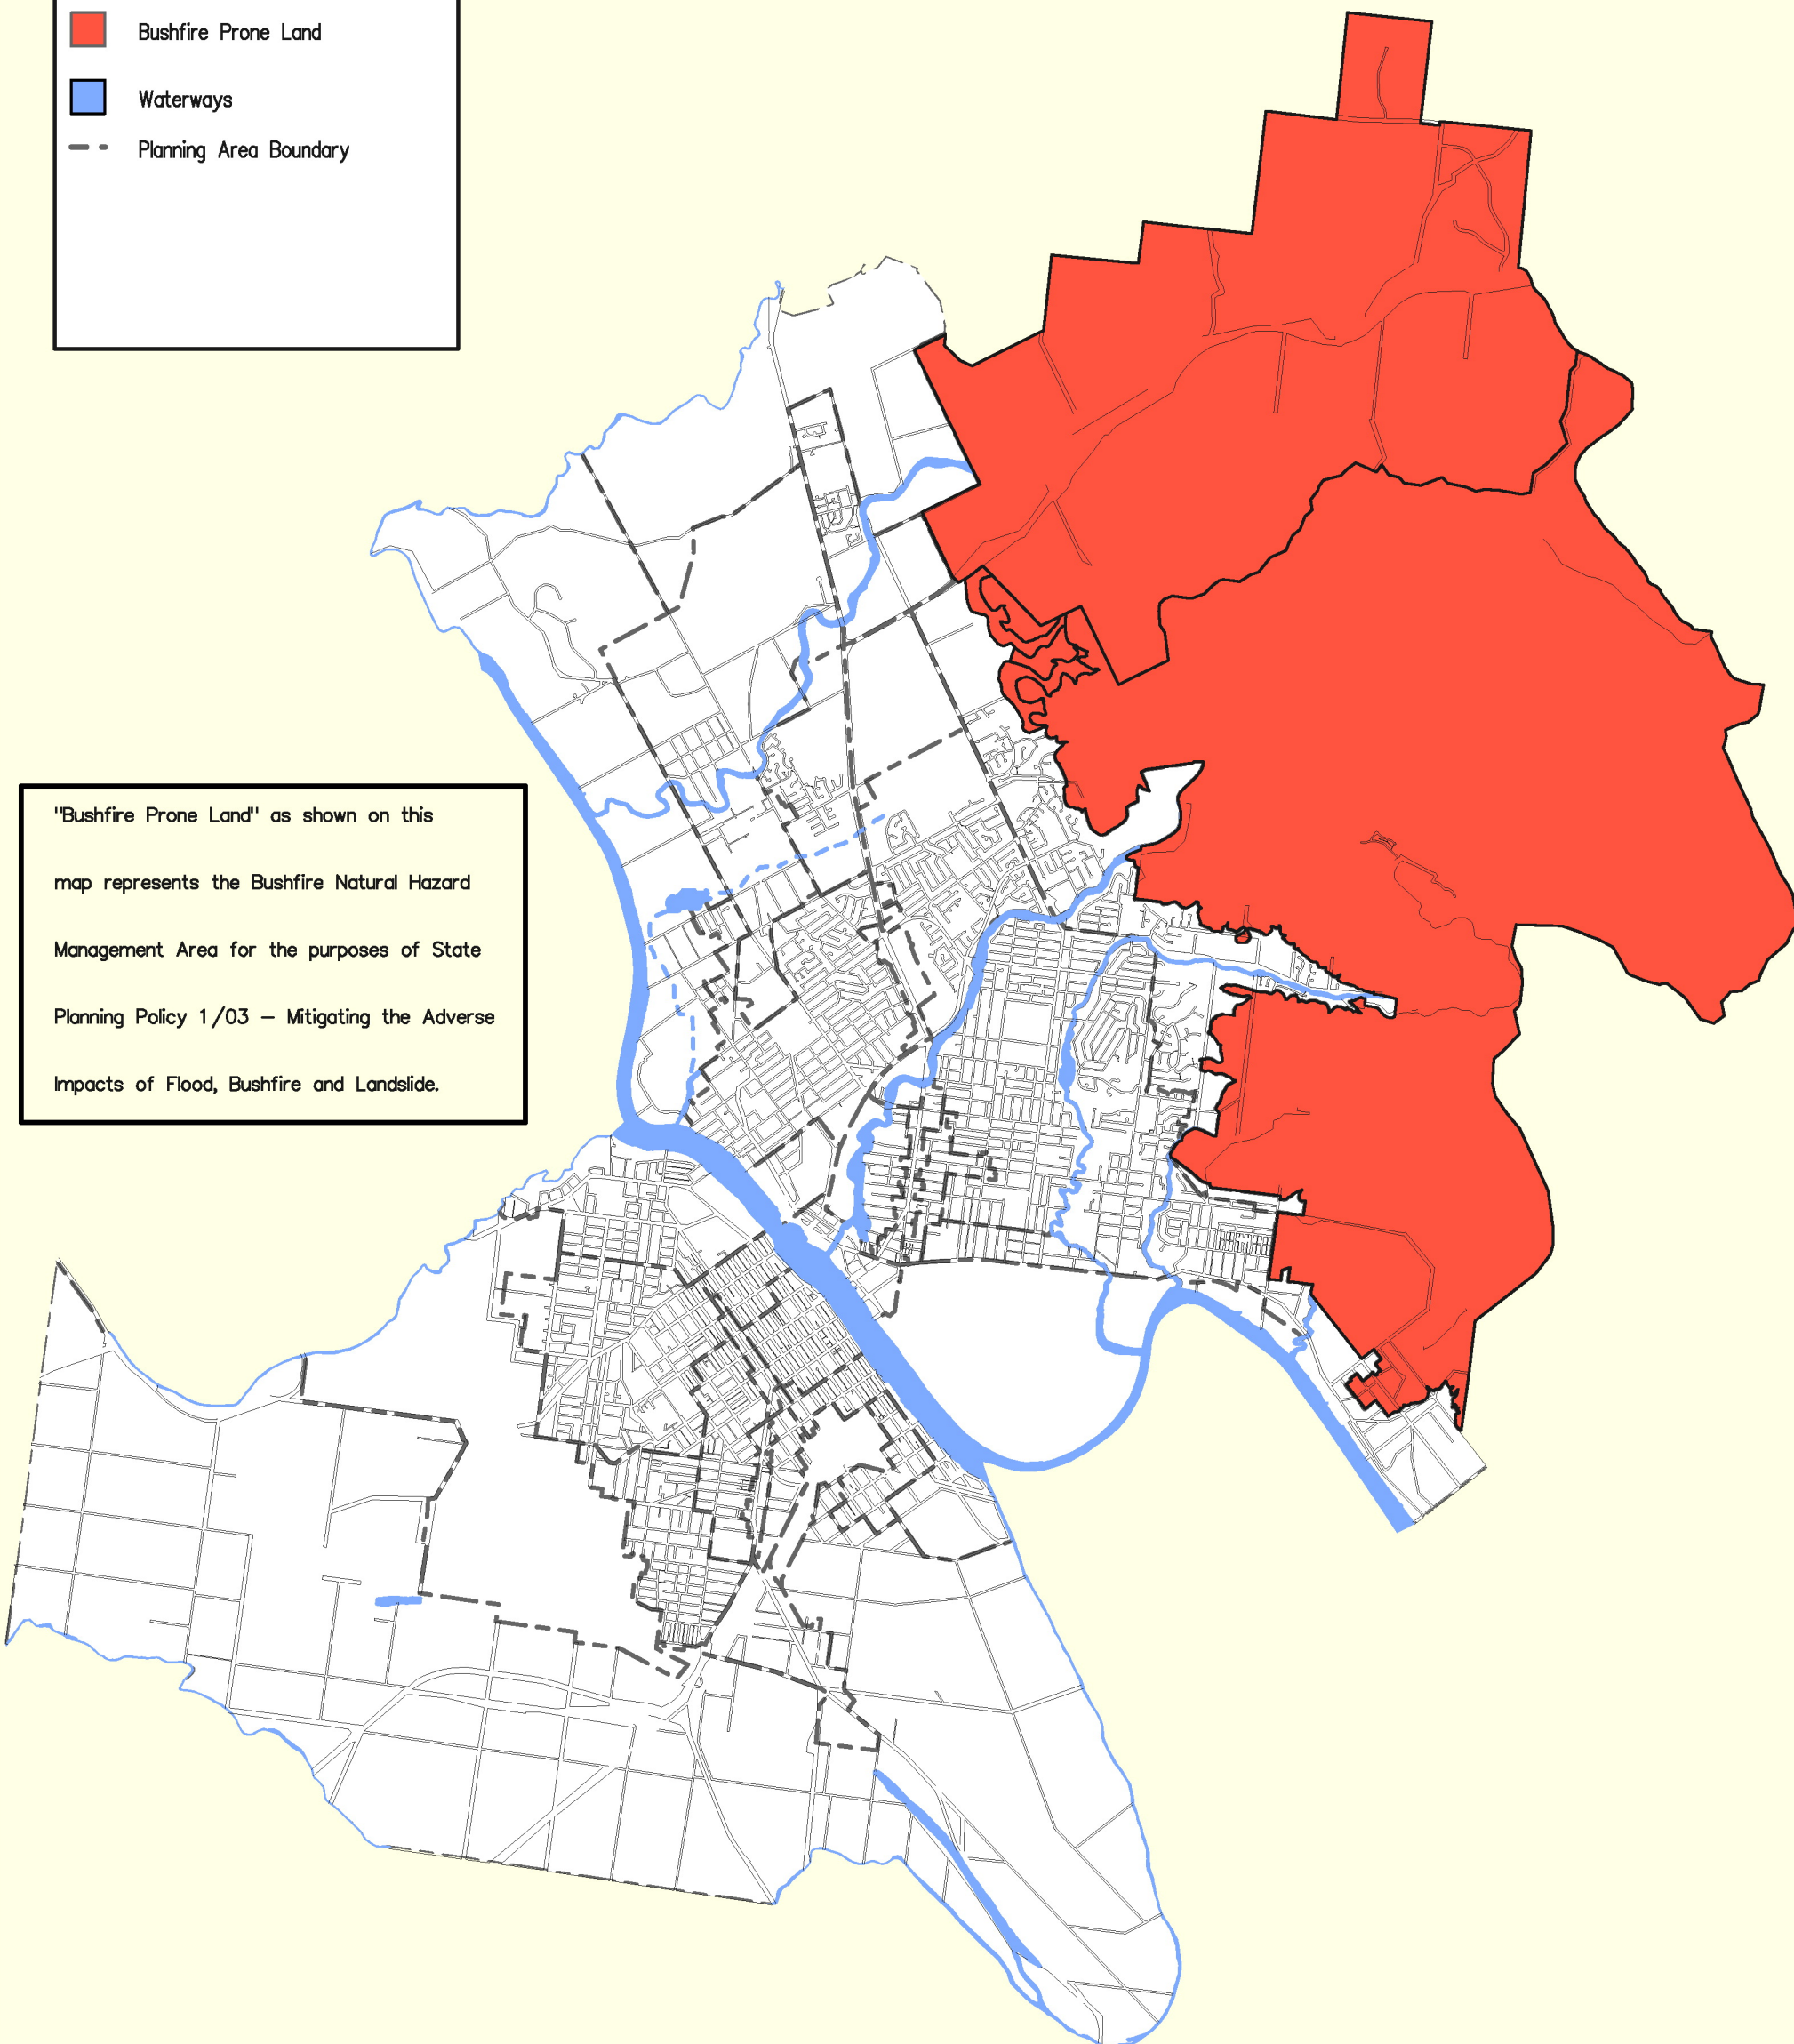 Bushfire Prone Land
Waterways
Planning Area Boundary
"Bushfire Prone Land" as shown on this
map represents the Bushfire Natural Hazard
Management Area for the purposes of State
Planning Policy 1/03 – Mitigating the Adverse
Impacts of Flood, Bushfire and Landslide.